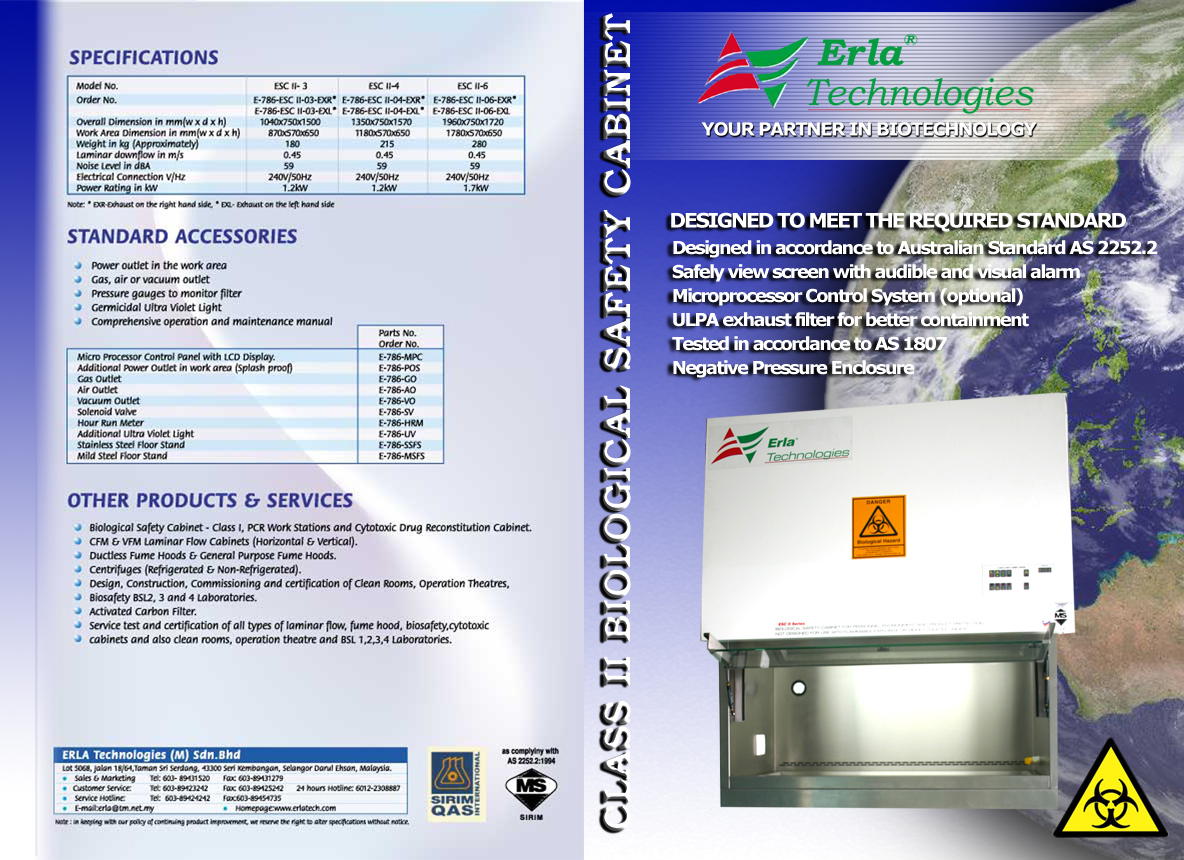 SPECIFICATIONS
Model No. ESC II- 3 ESC II-4 ESC II-6
Order No. E-786-ESC II-03-EXR* E-786-ESC II-04-EXR* E-786-ESC II-06-EXR*
E-786-ESC II-03-EXL* E-786-ESC II-04-EXL* E-786-ESC II-06-EXL
Overall Dimension in mm(w x d x h) 1040x750x1500 1350x750x1570 1960x750x1720
Work Area Dimension in mm(w x d x h) 870x570x650 1180x570x650 1780x570x650
Weight in kg (Approximately) 180 215 280
Laminar downflow in m/s 0.45 0.45 0.45
Noise Level in dBA 59 59 59
Electrical Connection V/Hz 240V/50Hz 240V/50Hz 240V/50Hz
Power Rating in kW 1.2kW 1.2kW 1.7kW
Note: * EXR-Exhaust on the right hand side, * EXL- Exhaust on the left hand side
STANDARD ACCESSORIES
Power outlet in the work area
Gas, air or vacuum outlet
Pressure gauges to monitor filter
Germicidal Ultra Violet Light
Comprehensive operation and maintenance manual
Parts No.
Order No.
Micro Processor Control Panel with LCD Display. E-786-MPC
Additional Power Outlet in work area (Splash proof) E-786-POS
Gas Outlet E-786-GO
Air Outlet E-786-AO
Vacuum Outlet E-786-VO
Solenoid Valve E-786-SV
Hour Run Meter E-786-HRM
Additional Ultra Violet Light E-786-UV
Stainless Steel Floor Stand E-786-SSFS
Mild Steel Floor Stand E-786-MSFS
OTHER PRODUCTS & SERVICES
Biological Safety Cabinet - Class I, PCR Work Stations and Cytotoxic Drug Reconstitution Cabinet.
CFM & VFM Laminar Flow Cabinets (Horizontal & Vertical).
Ductless Fume Hoods & General Purpose Fume Hoods.
Centrifuges (Refrigerated & Non-Refrigerated).
Design, Construction, Commissioning and certification of Clean Rooms, Operation Theatres,
Biosafety BSL2, 3 and 4 Laboratories.
Activated Carbon Filter.
Service test and certification of all types of laminar flow, fume hood, biosafety,cytotoxic
cabinets and also clean rooms, operation theatre and BSL 1,2,3,4 Laboratories.
ERLA Technologies (M) Sdn.Bhd
Lot 5068, Jalan 18/64,Taman Sri Serdang, 43300 Seri Kembangan, Selangor Darul Ehsan, Malaysia.
Sales & Marketing Tel: 603- 89431520 Fax: 603-89431279
Customer Service: Tel: 603-89423242 Fax: 603-89425242 24 hours Hotline: 6012-2308887
Service Hotline: Tel: 603-89424242 Fax:603-89454735
E-mail:erla@tm.net.my Homepage:www.erlatech.com
Note : in keeping with our policy of continuing product improvement, we reserve the right to alter specifications without notice.
SIRIM
QAS
INTERNATIONAL
as complyiny with
AS 2252.2:1994
MS
SIRIM
CLASS II BIOLOGICAL SAFETY CABINET
Erla®
Technologies
YOUR PARTNER IN BIOTECHNOLOGY
DESIGNED TO MEET THE REQUIRED STANDARD
Designed in accordance to Australian Standard AS 2252.2
Safely view screen with audible and visual alarm
Microprocessor Control System (optional)
ULPA exhaust filter for better containment
Tested in accordance to AS 1807
Negative Pressure Enclosure
Erla
Technologies
DANGER
Biological Hazard
MS
ESC II Series